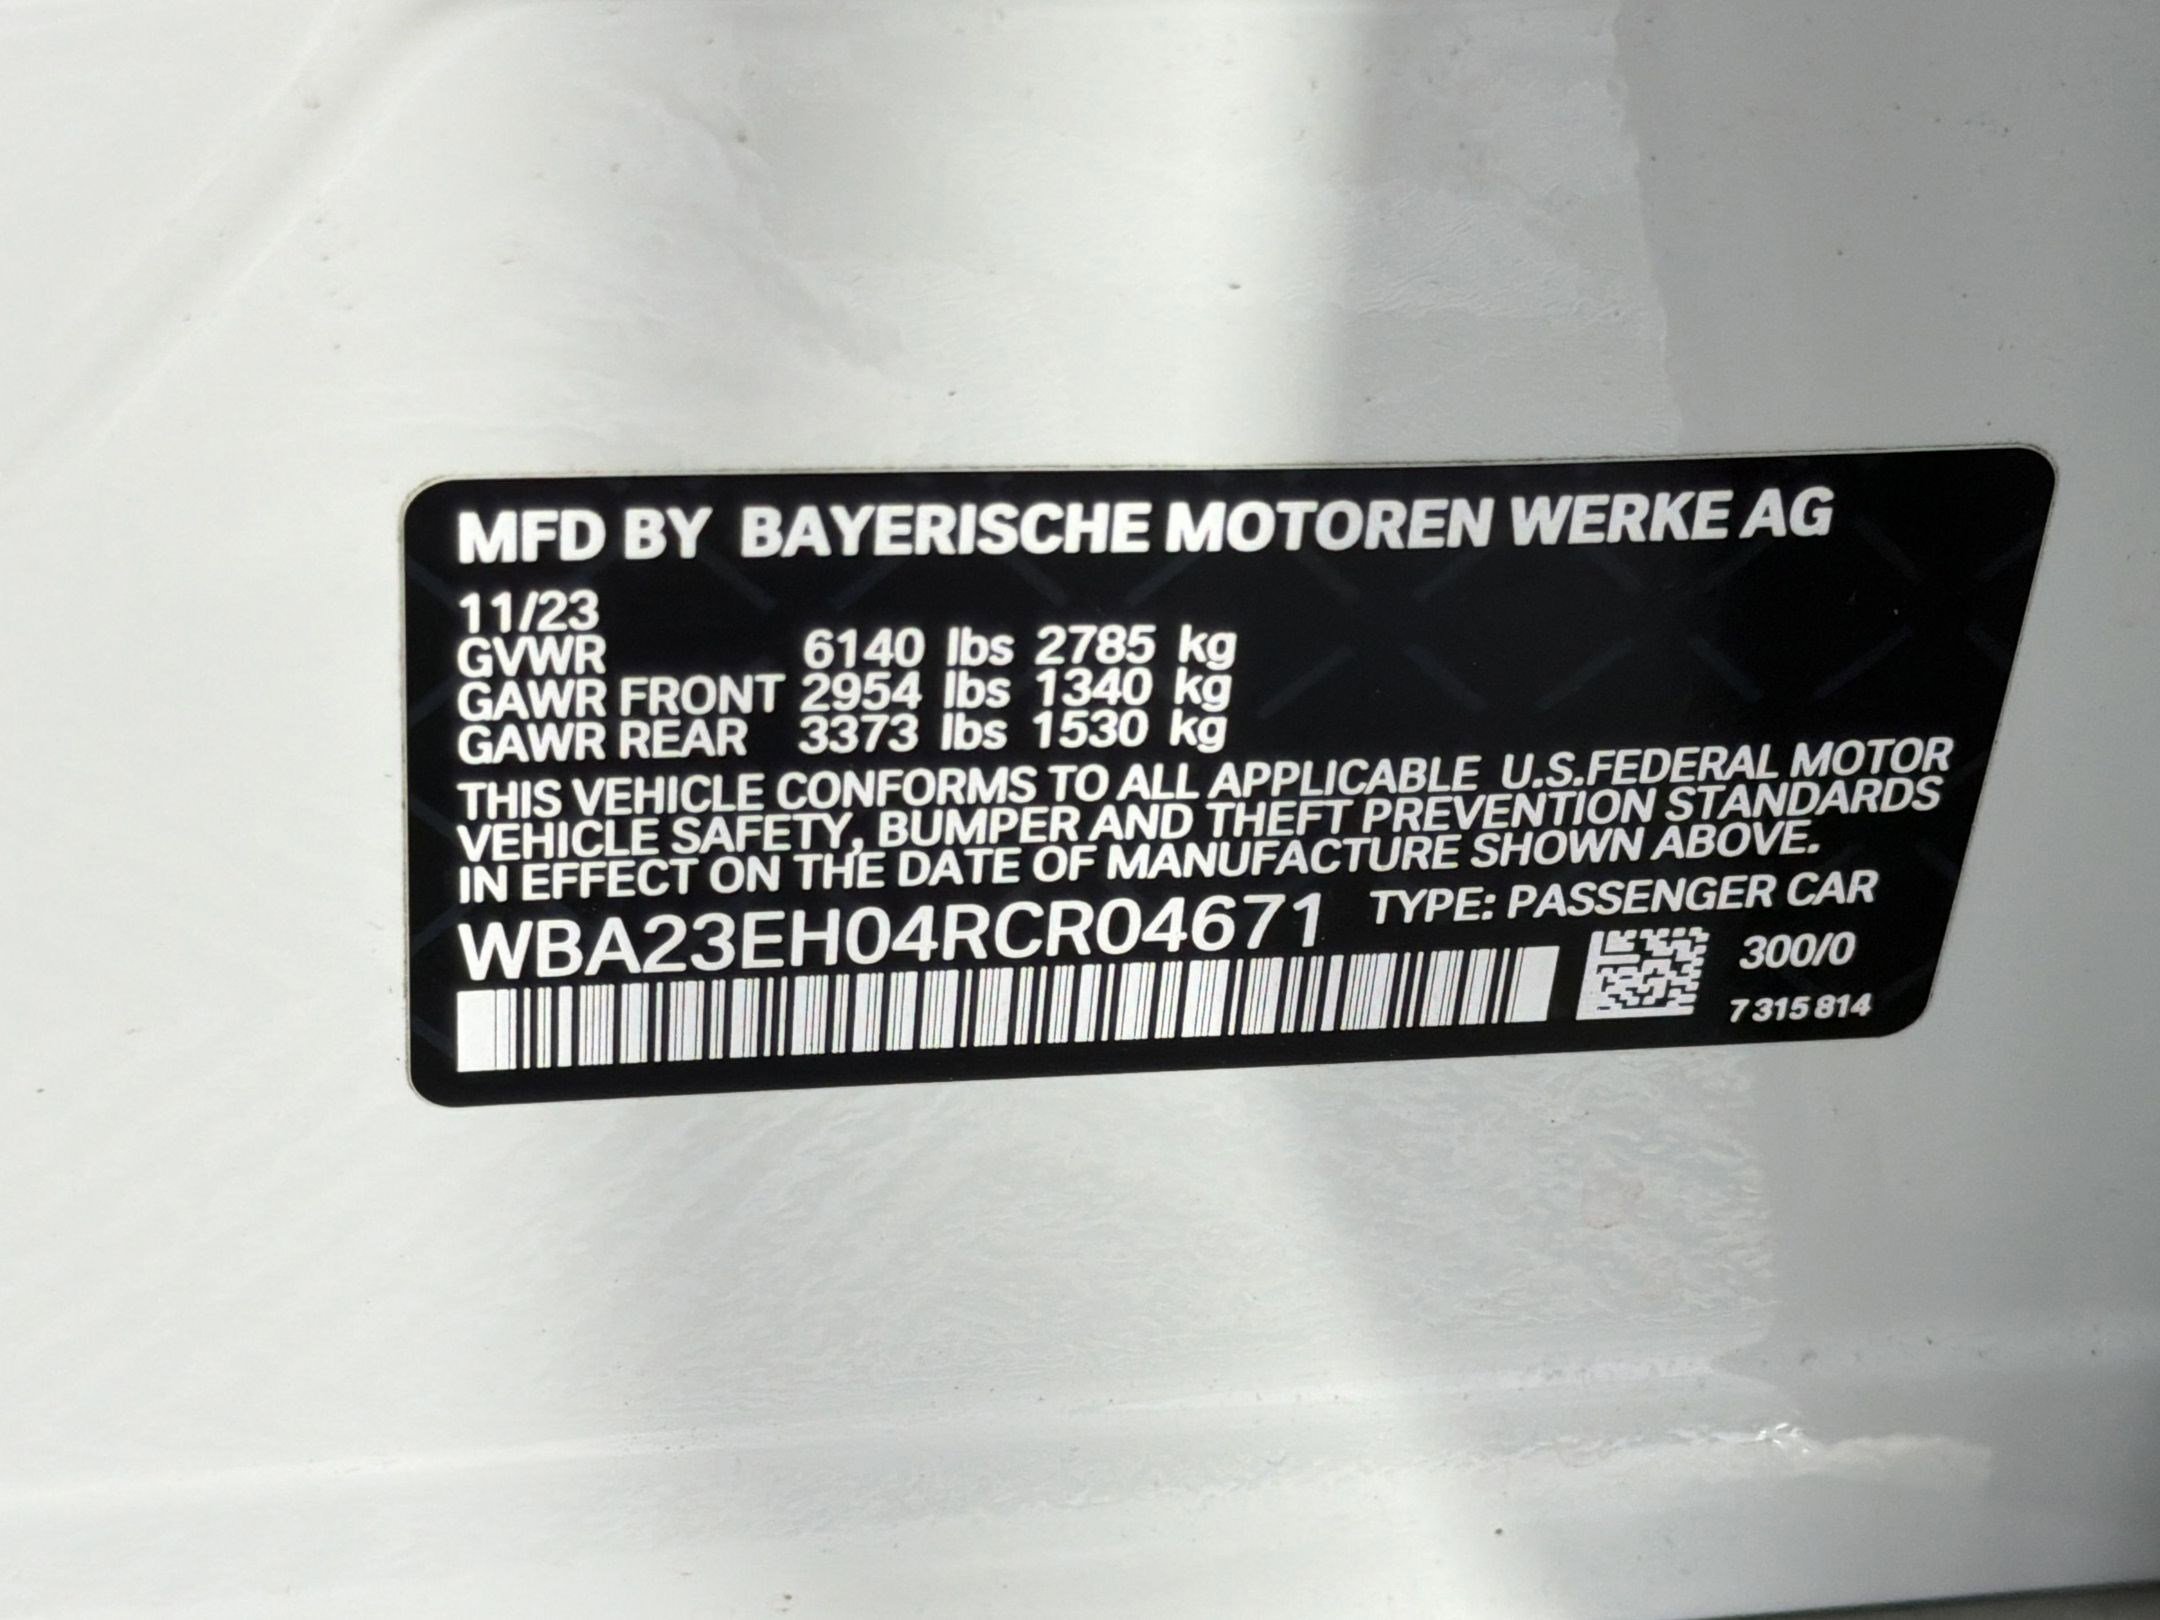 MFD BY BAYERISCHE MOTOREN WERKE AG
11/23
GVWR 6140 lbs 2785 kg
GAWR FRONT 2954 lbs 1340 kg
GAWR REAR 3373 lbs 1530 kg
THIS VEHICLE CONFORMS TO ALL APPLICABLE U.S.FEDERAL MOTOR
VEHICLE SAFETY, BUMPER AND THEFT PREVENTION STANDARDS
IN EFFECT ON THE DATE OF MANUFACTURE SHOWN ABOVE.
WBA23EH04RCR04671 TYPE: PASSENGER CAR
300/0
7 315 814